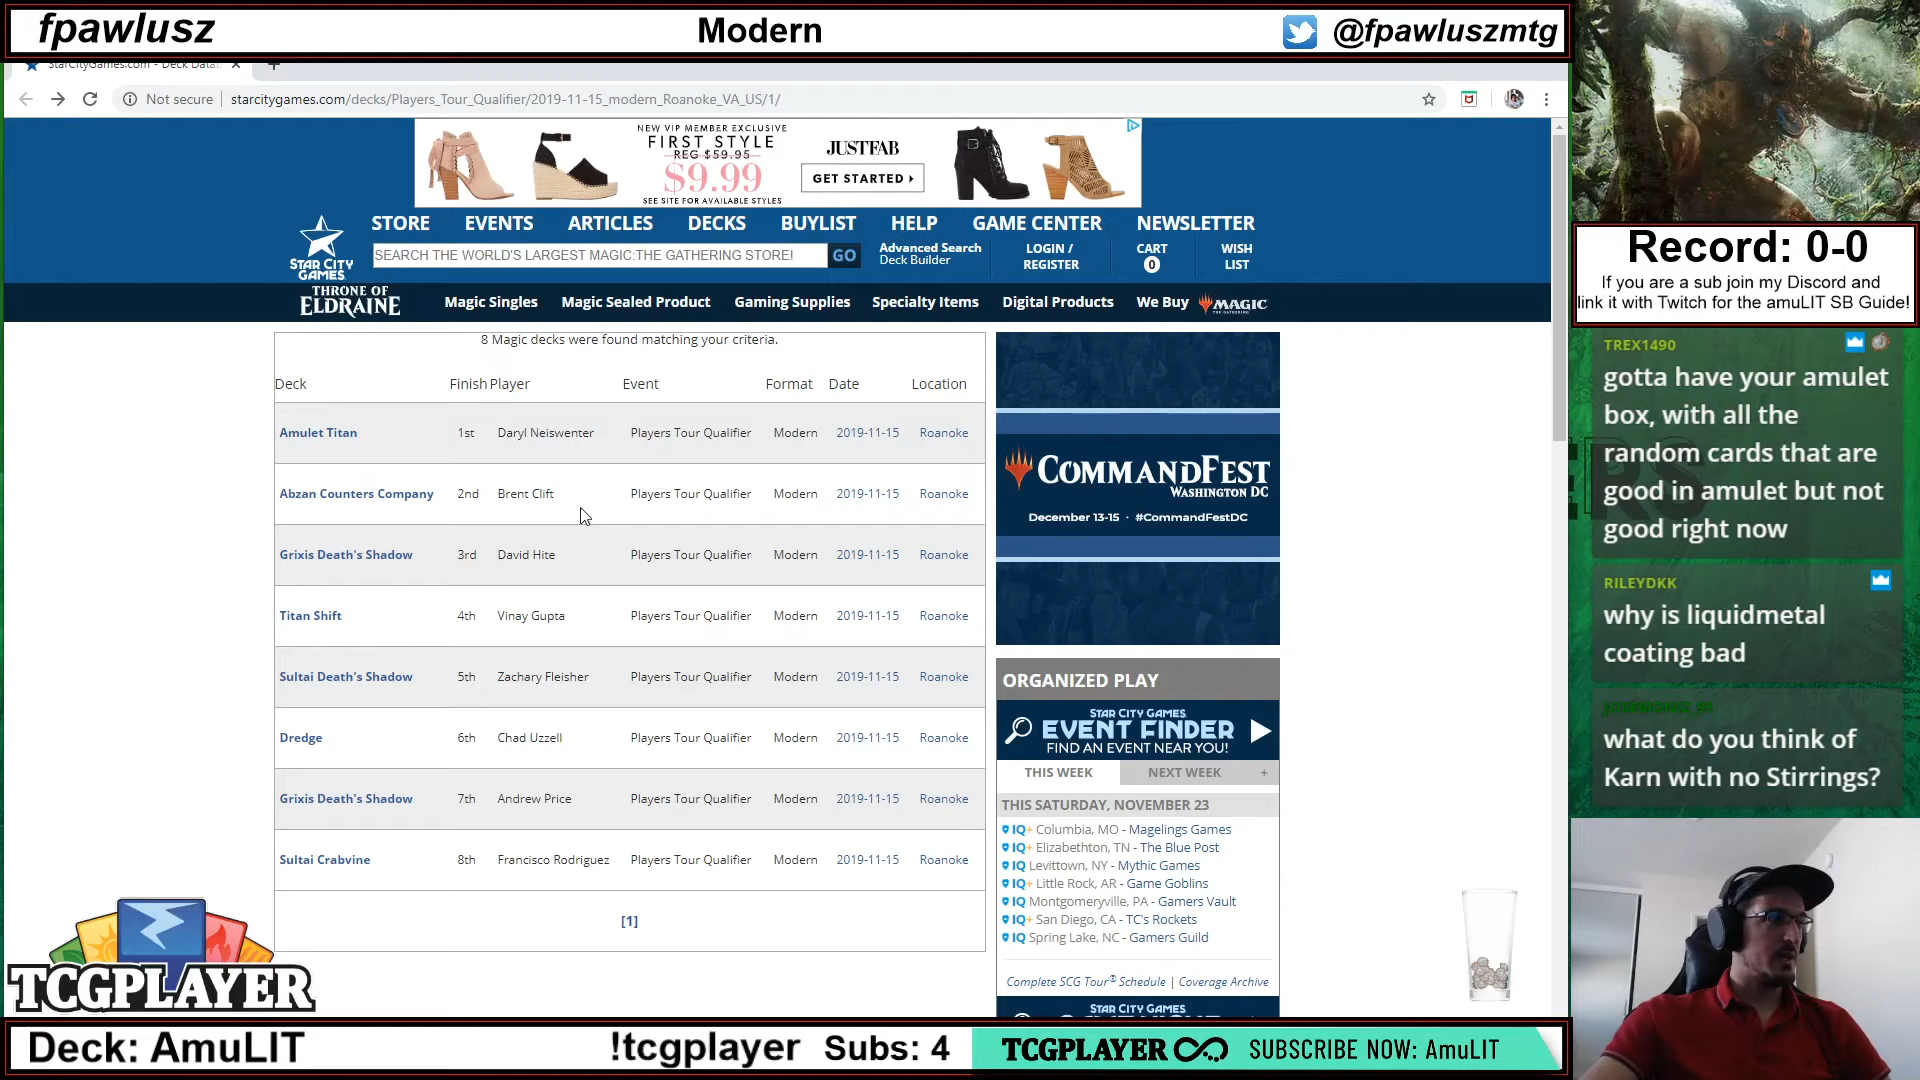 fpawlusz
Modern
@fpawluszmtg
StarCityGames.com - Deck Data
Not secure
starcitygames.com/decks/Players_Tour_Qualifier/2019-11-15_modern_Roanoke_VA_US/1/
NEW VIP MEMBER EXCLUSIVE
FIRST STYLE
REG $59.95
$9.99
SEE SITE FOR AVAILABLE STYLES
JUSTFAB
GET STARTED
STAR CITY
GAMES
STORE EVENTS ARTICLES DECKS BUYLIST HELP GAME CENTER NEWSLETTER
SEARCH THE WORLD'S LARGEST MAGIC:THE GATHERING STORE! GO
Advanced Search
Deck Builder
LOGIN /
REGISTER
CART
0
WISH
LIST
THRONE OF
ELDRAINE
Magic Singles Magic Sealed Product Gaming Supplies Specialty Items Digital Products We Buy MAGIC
THE GATHERING
8 Magic decks were found matching your criteria.
Deck Finish Player Event Format Date Location
Amulet Titan 1st Daryl Neiswenter Players Tour Qualifier Modern 2019-11-15 Roanoke
Abzan Counters Company 2nd Brent Clift Players Tour Qualifier Modern 2019-11-15 Roanoke
Grixis Death's Shadow 3rd David Hite Players Tour Qualifier Modern 2019-11-15 Roanoke
Titan Shift 4th Vinay Gupta Players Tour Qualifier Modern 2019-11-15 Roanoke
Sultai Death's Shadow 5th Zachary Fleisher Players Tour Qualifier Modern 2019-11-15 Roanoke
Dredge 6th Chad Uzzell Players Tour Qualifier Modern 2019-11-15 Roanoke
Grixis Death's Shadow 7th Andrew Price Players Tour Qualifier Modern 2019-11-15 Roanoke
Sultai Crabvine 8th Francisco Rodriguez Players Tour Qualifier Modern 2019-11-15 Roanoke
[1]
COMMANDFEST
WASHINGTON DC
December 13-15 · #CommandFestDC
ORGANIZED PLAY
STAR CITY GAMES
EVENT FINDER
FIND AN EVENT NEAR YOU!
THIS WEEK NEXT WEEK +
THIS SATURDAY, NOVEMBER 23
IQ+ Columbia, MO - Magelings Games
IQ+ Elizabethton, TN - The Blue Post
IQ Levittown, NY - Mythic Games
IQ+ Little Rock, AR - Game Goblins
IQ Montgomeryville, PA - Gamers Vault
IQ+ San Diego, CA - TC's Rockets
IQ Spring Lake, NC - Gamers Guild
Complete SCG Tour® Schedule | Coverage Archive
STAR CITY GAMES
Record: 0-0
If you are a sub join my Discord and
link it with Twitch for the amuLIT SB Guide!
TREX1490
gotta have your amulet
box, with all the
random cards that are
good in amulet but not
good right now
RILEYDKK
why is liquidmetal
coating bad
what do you think of
Karn with no Stirrings?
TCGPLAYER
Deck: AmuLIT
!tcgplayer Subs: 4
TCGPLAYER SUBSCRIBE NOW: AmuLIT